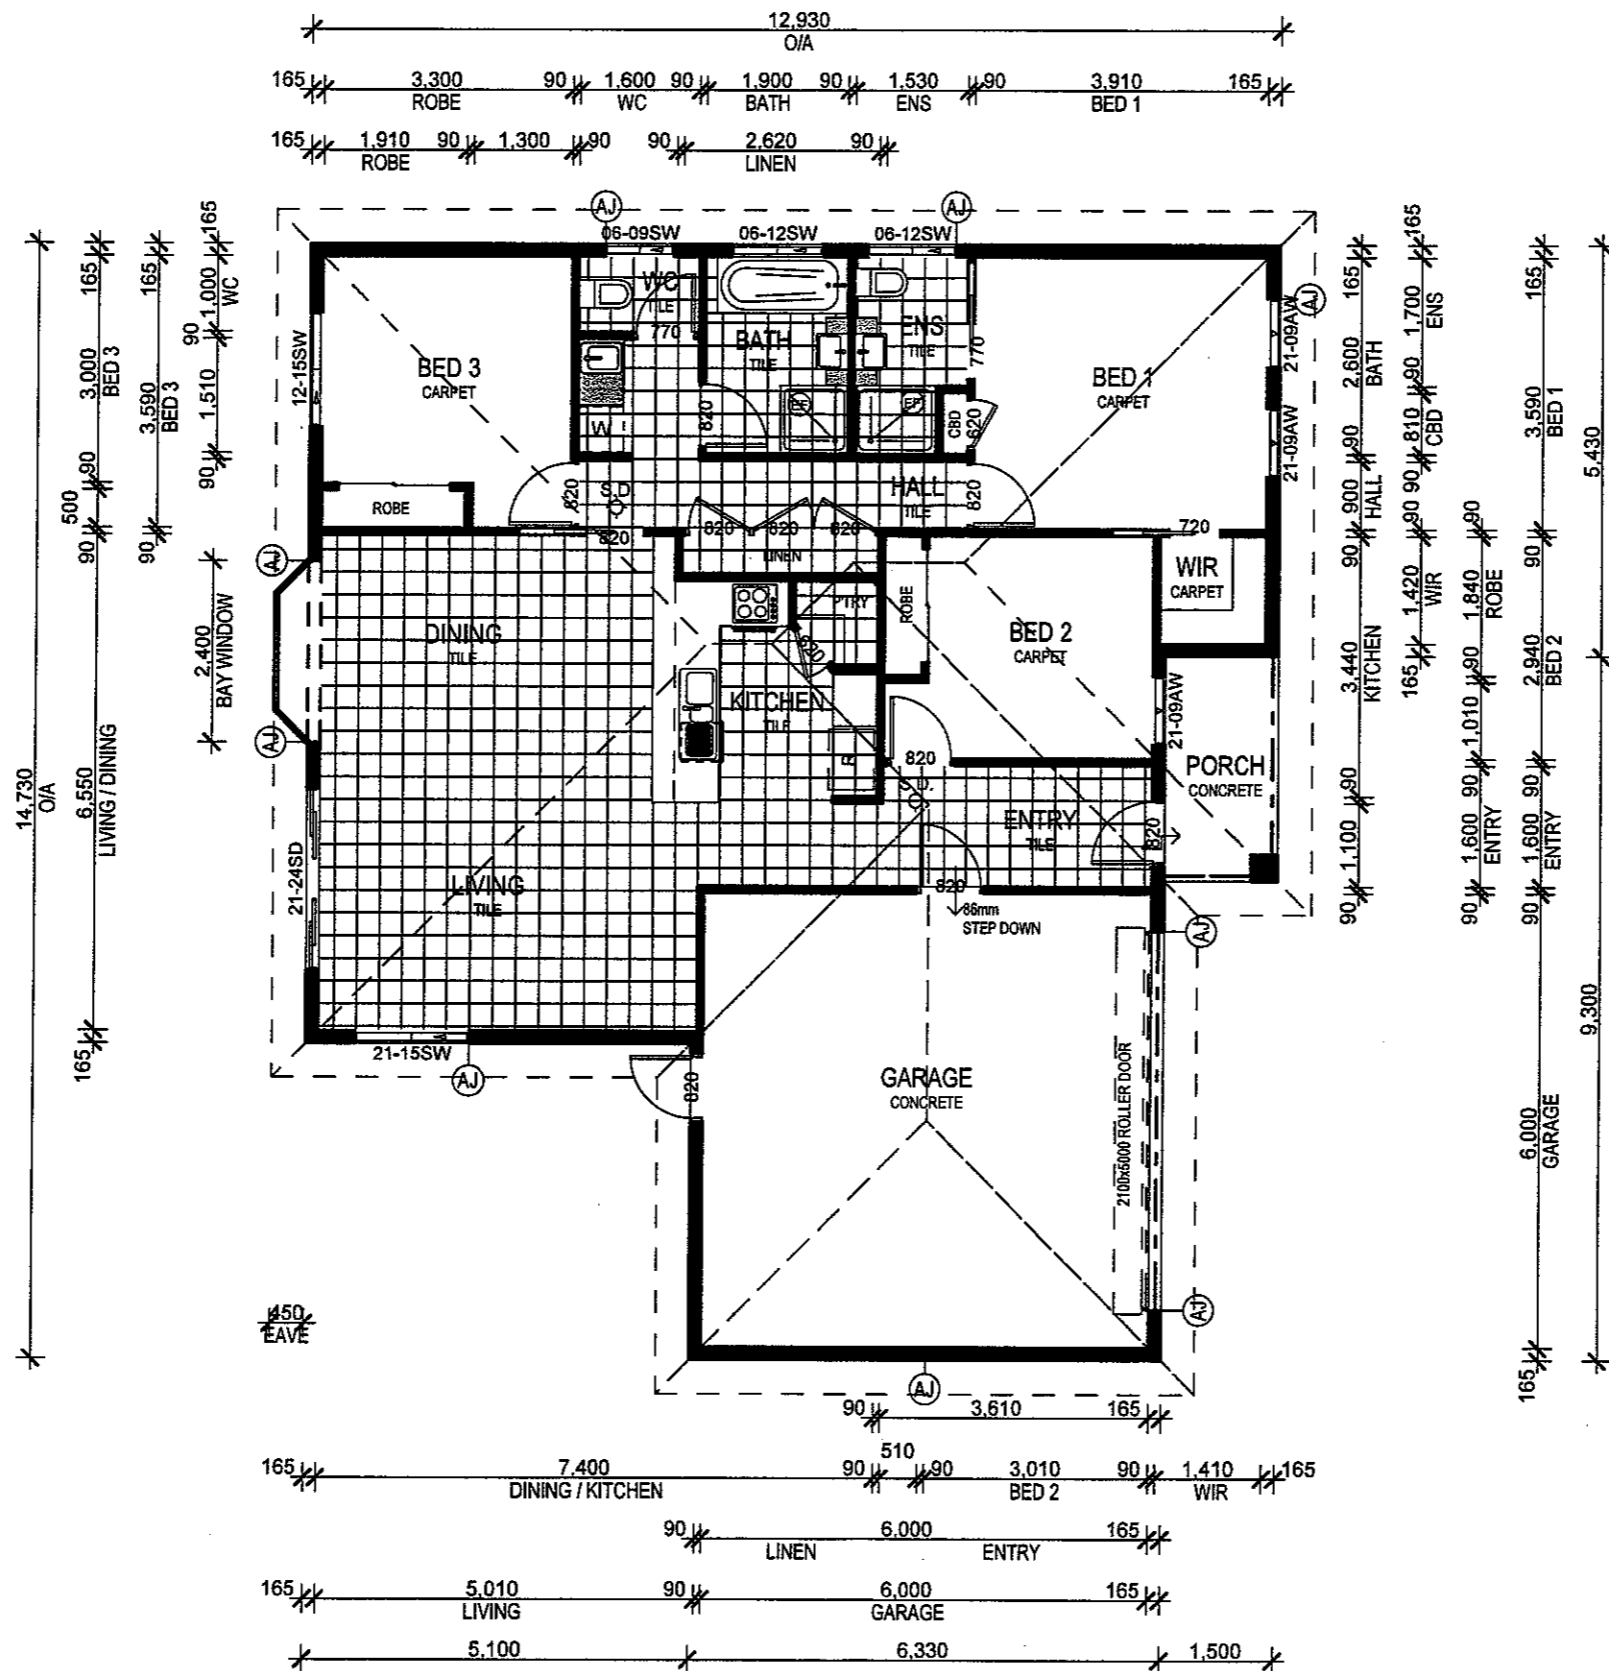 12,930
O/A
165 3,300 90 1,600 90 1,900 90 1,530 90 3,910 165
ROBE WC BATH ENS BED 1
165 1,910 90 1,300 90 90 2,620 90
ROBE LINEN
AJ AJ
06-09SW 06-12SW 06-12SW
14,730
O/A
165 3,000 90 500 90 6,550 165
BED 3 LIVING / DINING
165 3,590 90
BED 3
165 1,000 90 1,510 90
WC
2,400
BAY WINDOW
12-15SW
BED 3
CARPET
ROBE
820
WC
TILE
770
W
BATH
TILE
820
ENS
TILE
770
CBD
620
BED 1
CARPET
AJ
21-09AW
21-09AW
S.D.
820
HALL
TILE
820
820 820 820
LINEN
720
AJ
AJ
WIR
CARPET
DINING
TILE
PTRY
ROBE
BED 2
CARPET
KITCHEN
TILE
820
21-09AW
PORCH
CONCRETE
ENTRY
TILE
820
21-24SD
LIVING
TILE
820
86mm
STEP DOWN
AJ
21-15SW
AJ
820
GARAGE
CONCRETE
2100x5000 ROLLER DOOR
AJ
AJ
450
EAVE
165 2,600 90 900 90 3,440 90 1,100 90
BATH HALL KITCHEN
165 1,700 90 810 90 90 1,420 165
ENS CBD WIR
90 1,840 90 1,010 90 1,600 90
ROBE ENTRY
165 3,590 90 2,940 90 1,600 90 6,000 165
BED 1 BED 2 ENTRY GARAGE
5,430 9,300
90 3,610 165
510
165 7,400 90 90 3,010 90 1,410 165
DINING / KITCHEN BED 2 WIR
90 6,000 165
LINEN ENTRY
165 5,010 90 6,000 165
LIVING GARAGE
5,100 6,330 1,500